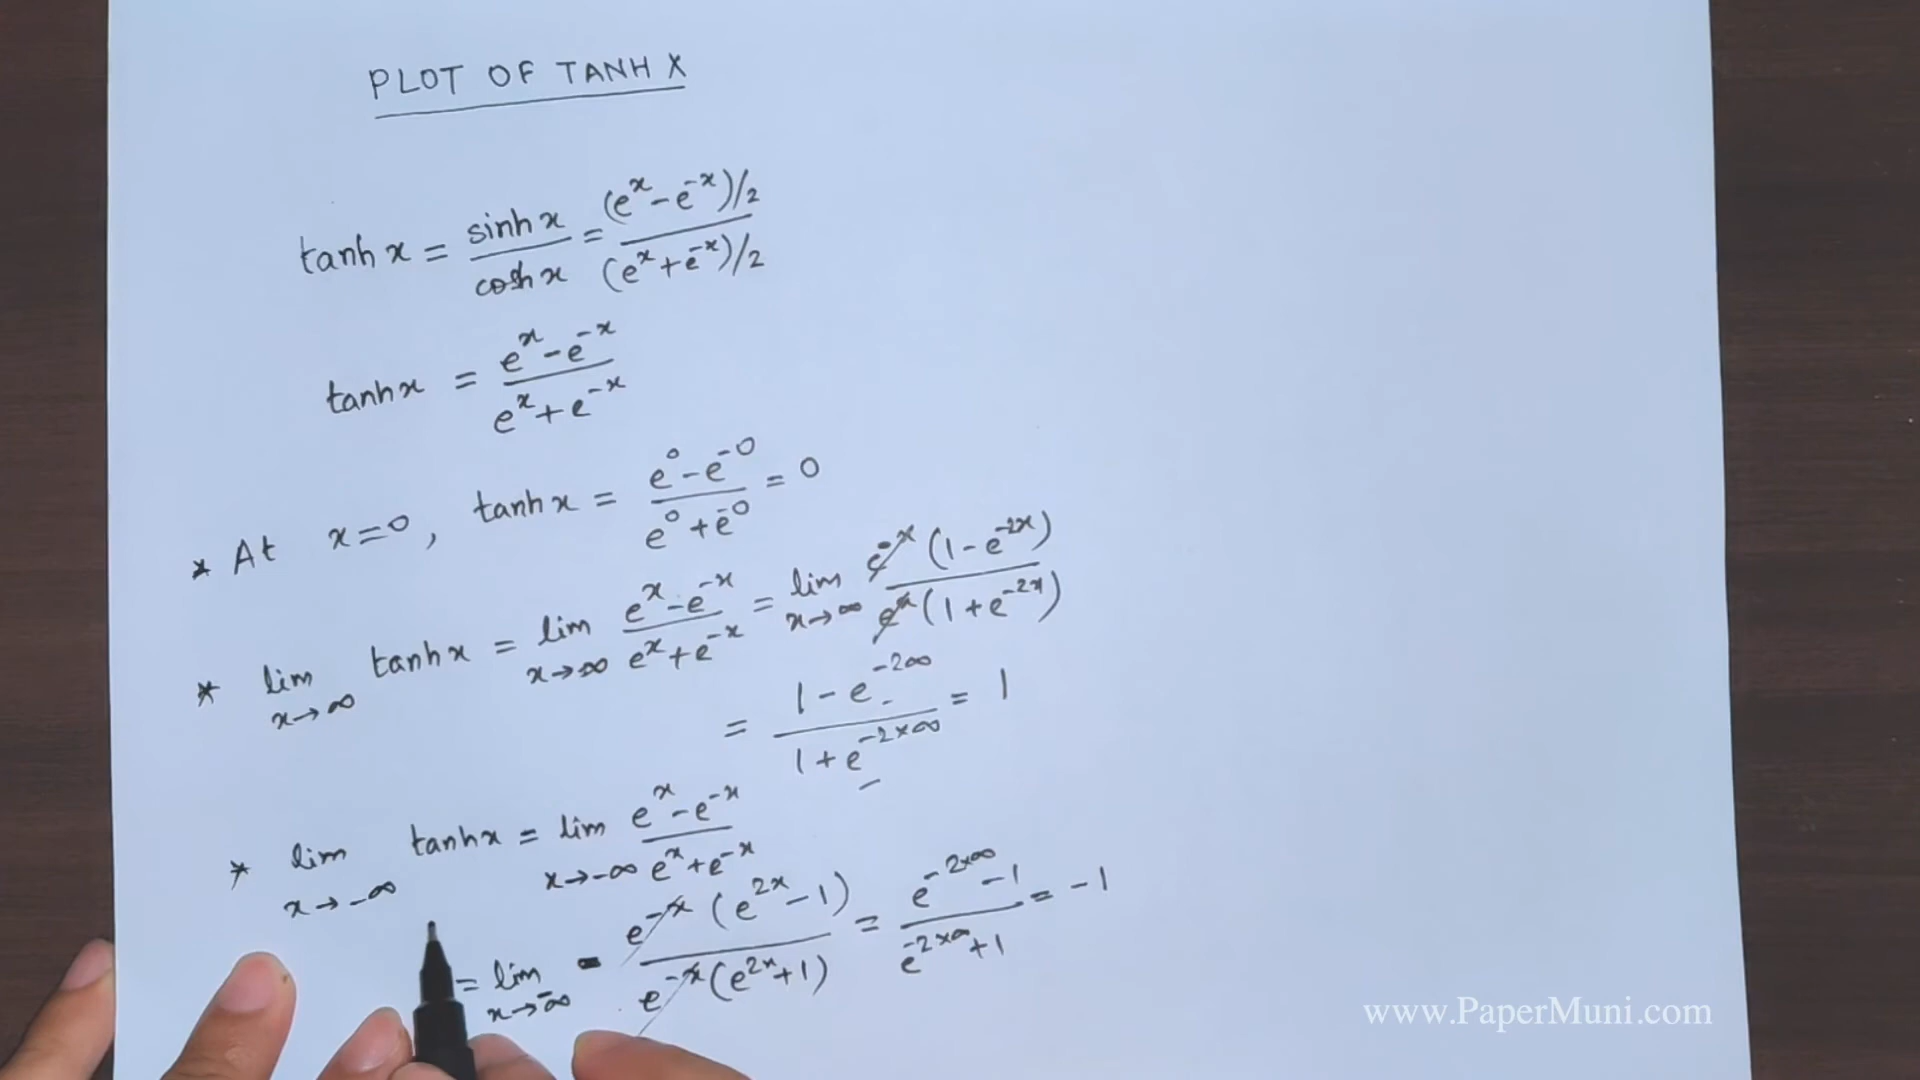 PLOT OF TANH X
tanh x = sinh x / cosh x = (e^x - e^-x)/2 / (e^x + e^-x)/2
tanh x = e^x - e^-x / e^x + e^-x
* At x = 0, tanh x = e^0 - e^-0 / e^0 + e^-0 = 0
* lim x→∞ tanh x = lim x→∞ e^x - e^-x / e^x + e^-x = lim x→∞ e^-x (1 - e^-2x) / e^x (1 + e^-2x)
= 1 - e^-2∞ / 1 + e^-2×∞ = 1
* lim x→-∞ tanh x = lim x→-∞ e^x - e^-x / e^x + e^-x
= lim x→-∞ e^-x (e^2x - 1) / e^-x (e^2x + 1) = e^-2×∞ - 1 / e^-2×∞ + 1 = -1
www.PaperMuni.com